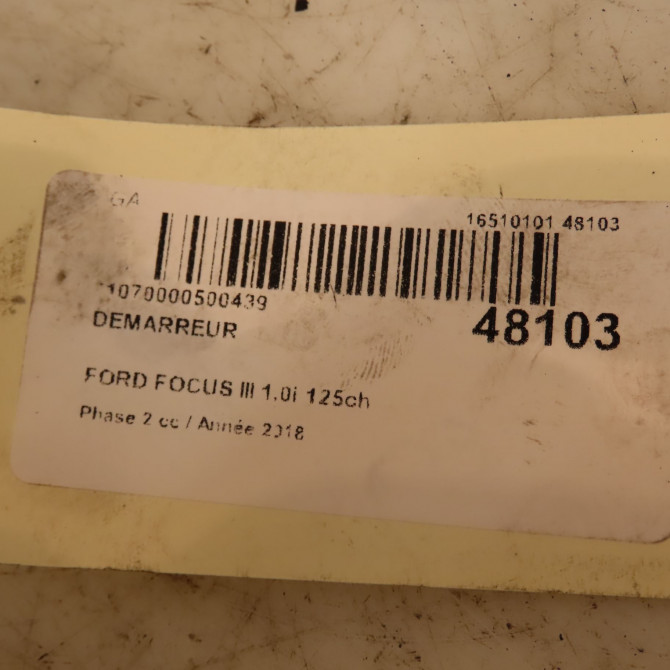 GA
16510101 48103
1070000500439
DEMARREUR
48103
FORD FOCUS III 1.0i 125ch
Phase 2 cc / Année 2018